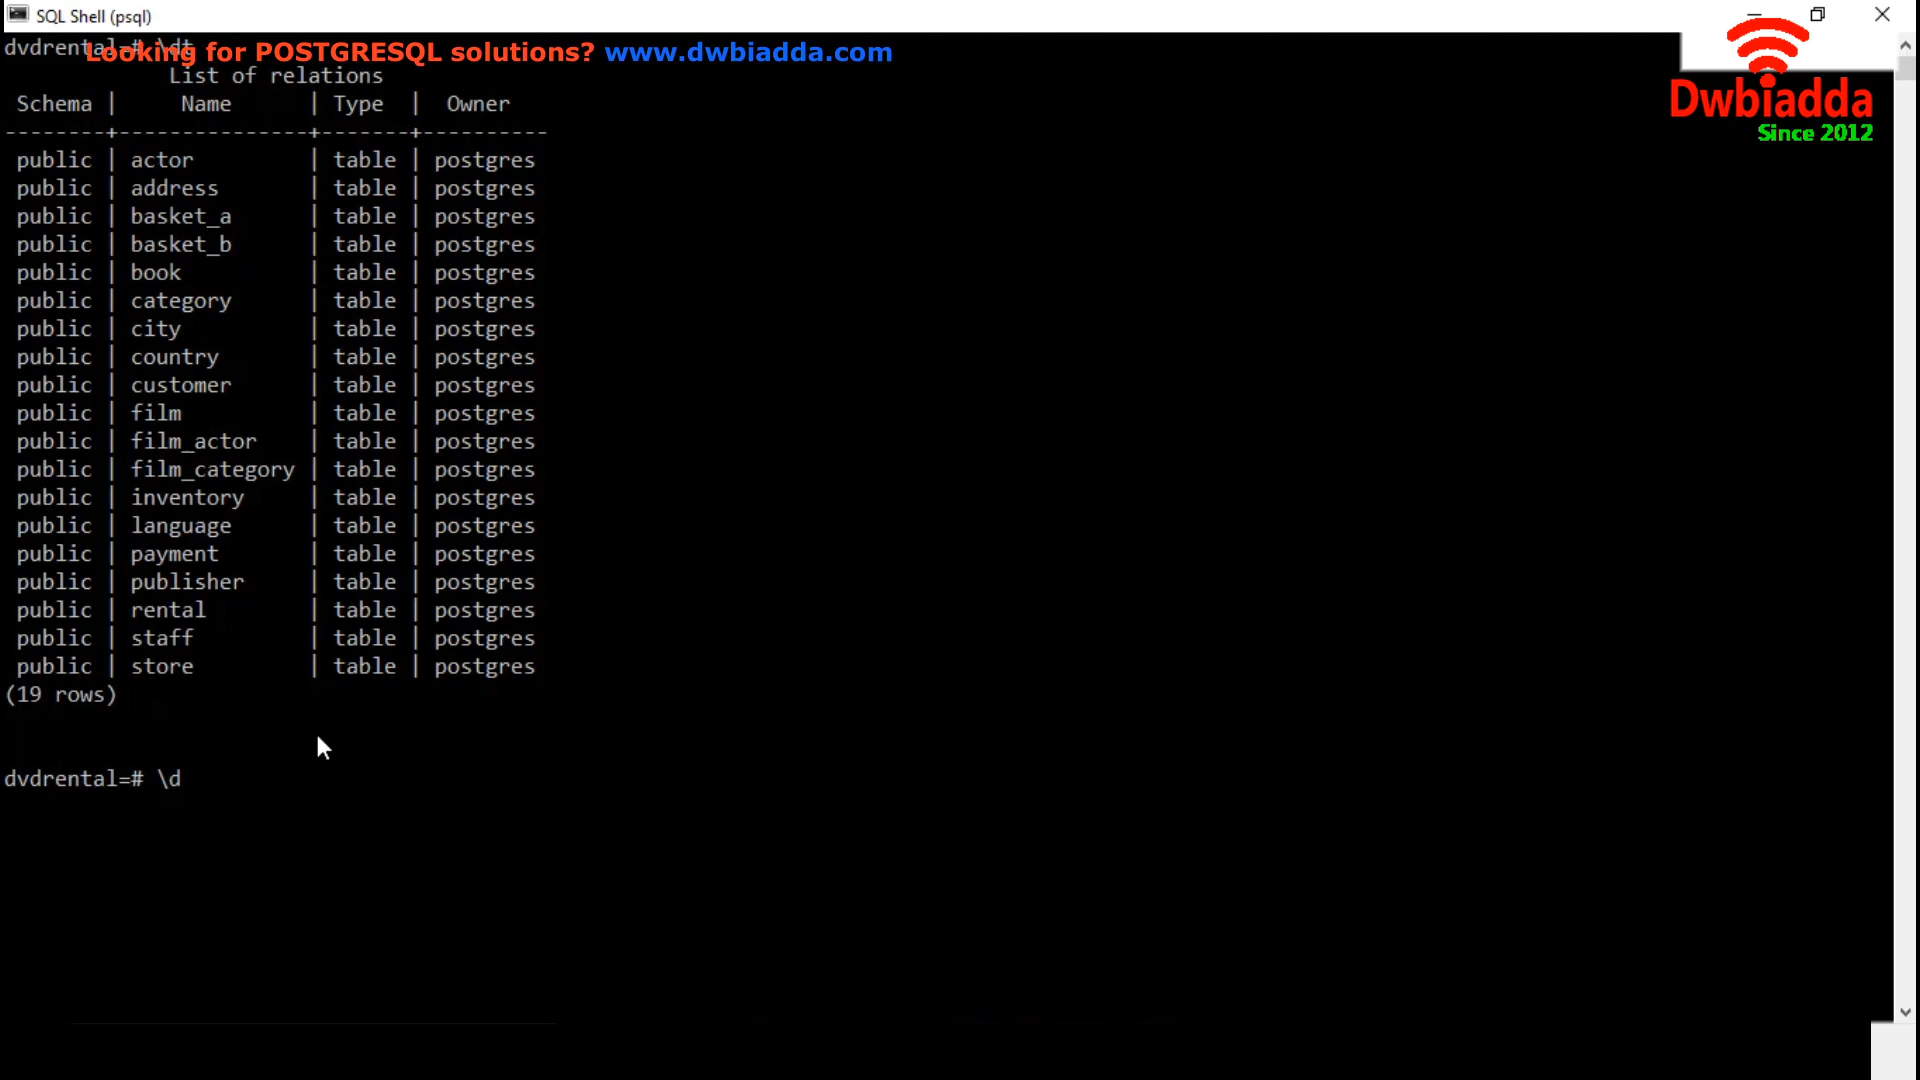 SQL Shell (psql)
dvdrental=# \dt
Looking for POSTGRESQL solutions? www.dwbiadda.com
Dwbiadda
Since 2012
List of relations
Schema | Name | Type | Owner
--------+---------------+-------+----------
public | actor | table | postgres
public | address | table | postgres
public | basket_a | table | postgres
public | basket_b | table | postgres
public | book | table | postgres
public | category | table | postgres
public | city | table | postgres
public | country | table | postgres
public | customer | table | postgres
public | film | table | postgres
public | film_actor | table | postgres
public | film_category | table | postgres
public | inventory | table | postgres
public | language | table | postgres
public | payment | table | postgres
public | publisher | table | postgres
public | rental | table | postgres
public | staff | table | postgres
public | store | table | postgres
(19 rows)
dvdrental=# \d